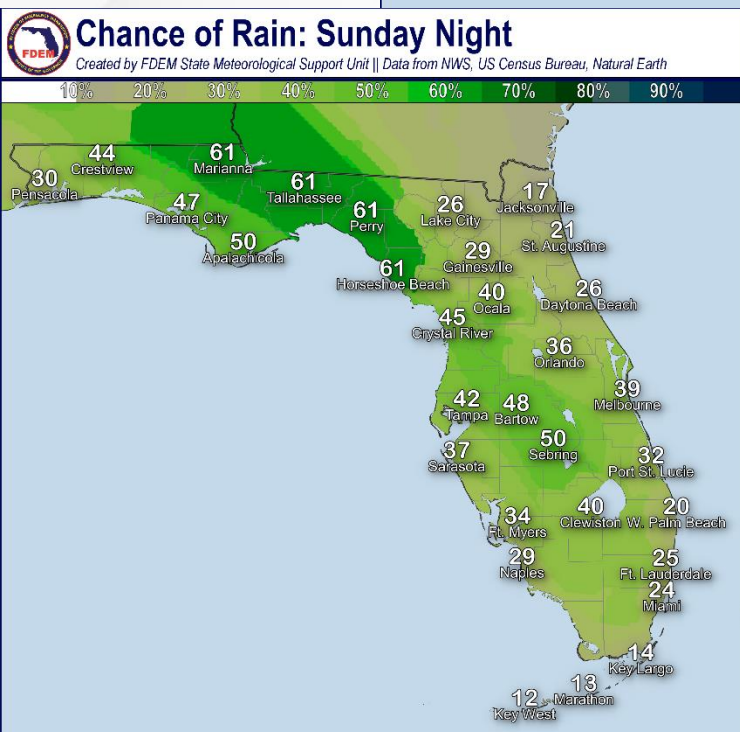 FDEM
Chance of Rain: Sunday Night
Created by FDEM State Meteorological Support Unit || Data from NWS, US Census Bureau, Natural Earth
10% 20% 30% 40% 50% 60% 70% 80% 90%
44
Crestview
61
Marianna
30
Pensacola
61
Tallahassee
17
Jacksonville
47
Panama City
61
Perry
26
Lake City
21
St. Augustine
50
Apalachicola
29
Gainesville
61
Horseshoe Beach
40
Ocala
26
Daytona Beach
45
Crystal River
36
Orlando
39
Melbourne
42
Tampa
48
Bartow
50
Sebring
37
Sarasota
32
Port St. Lucie
34
Ft. Myers
40
Clewiston
20
W. Palm Beach
29
Naples
25
Ft. Lauderdale
24
Miami
14
Key Largo
13
Marathon
12
Key West